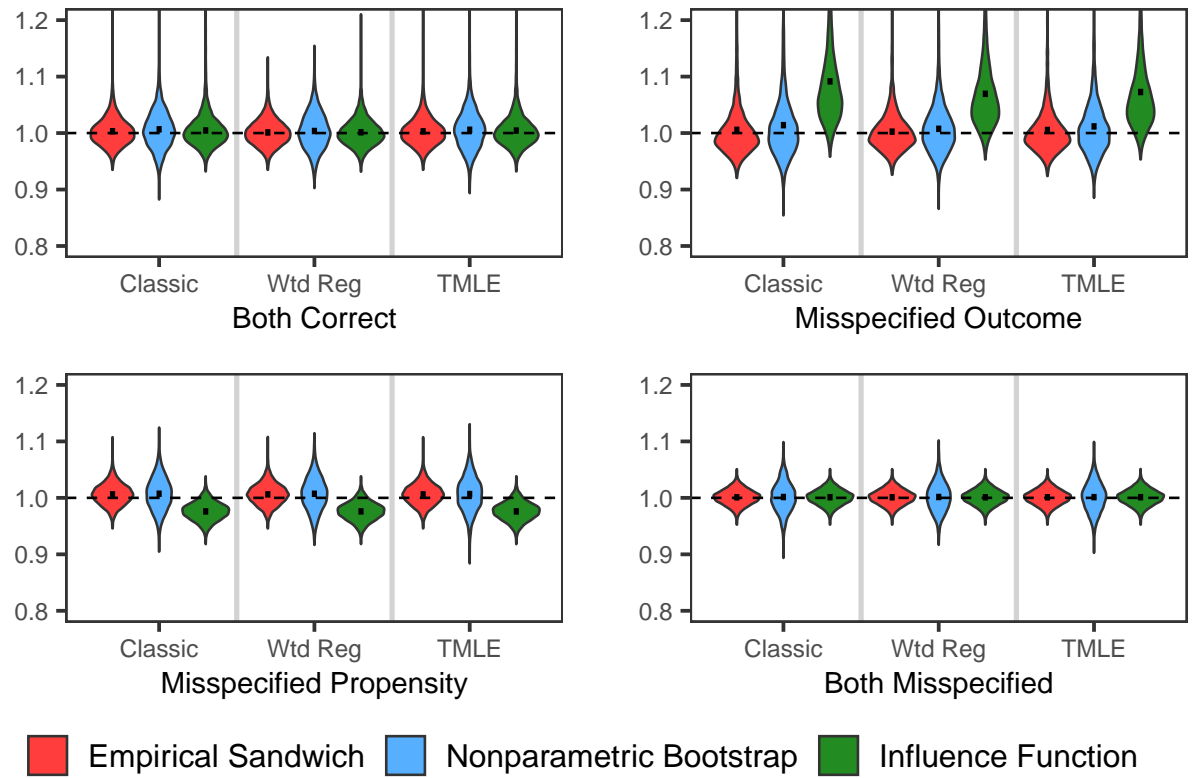 1.2
1.1
1.0
0.9
0.8
Classic Wtd Reg TMLE
Both Correct
1.2
1.1
1.0
0.9
0.8
Classic Wtd Reg TMLE
Misspecified Outcome
1.2
1.1
1.0
0.9
0.8
Classic Wtd Reg TMLE
Misspecified Propensity
1.2
1.1
1.0
0.9
0.8
Classic Wtd Reg TMLE
Both Misspecified
Empirical Sandwich Nonparametric Bootstrap Influence Function